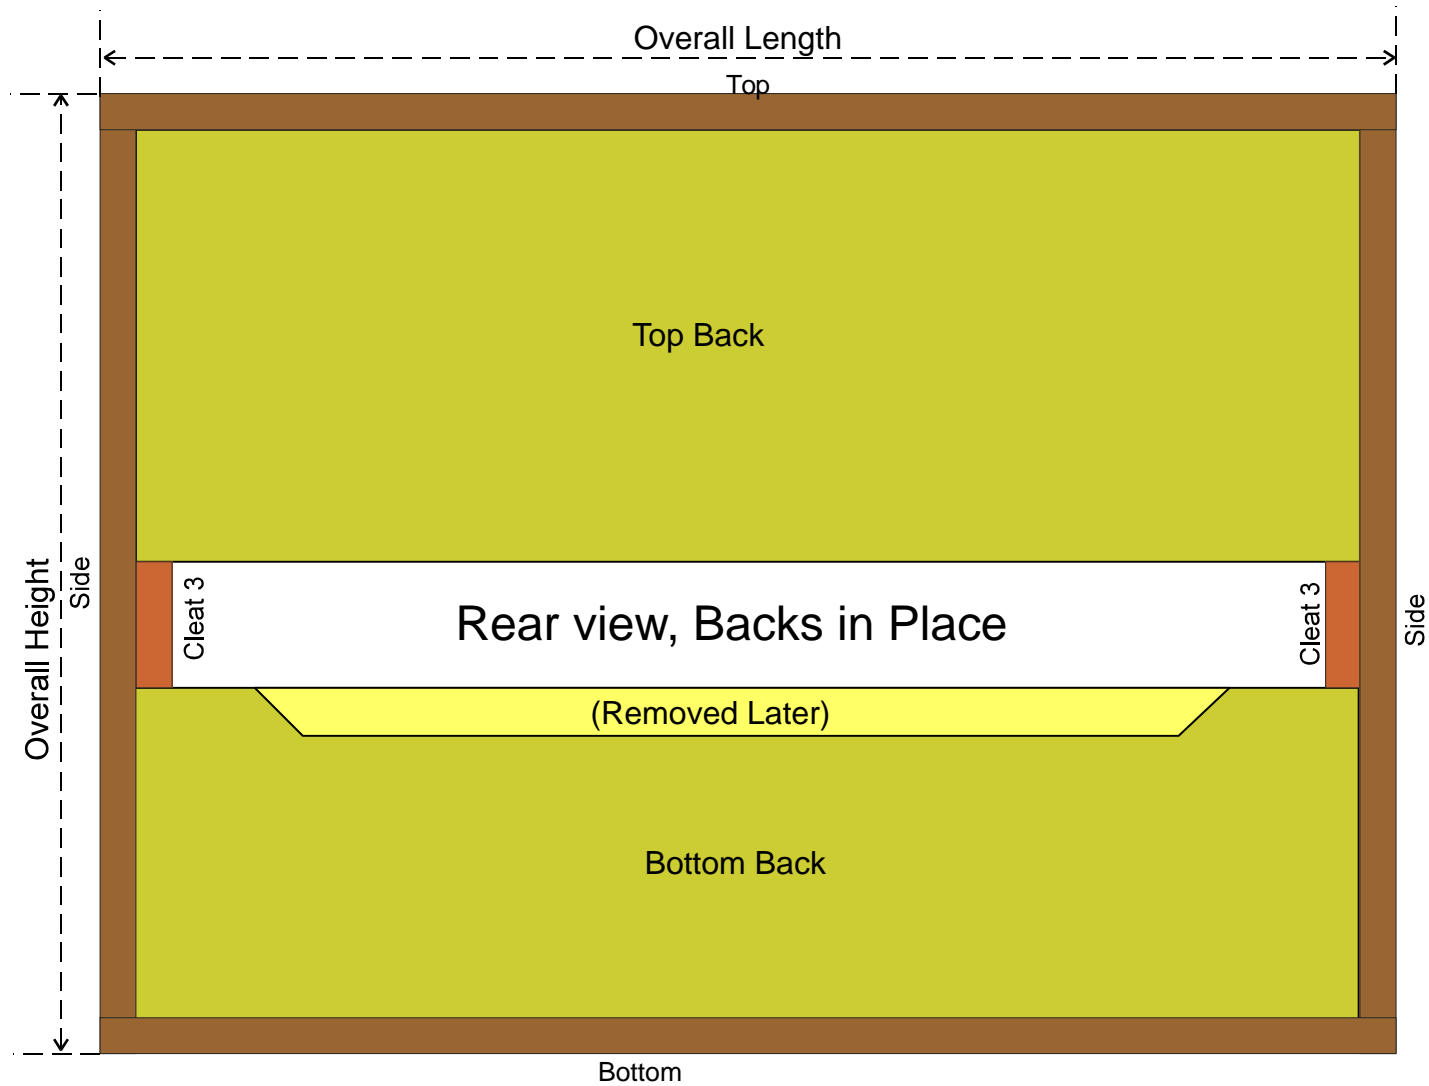 Overall Length
Top
Top Back
Overall Height
Side
Cleat 3
Rear view, Backs in Place
Cleat 3
Side
(Removed Later)
Bottom Back
Bottom